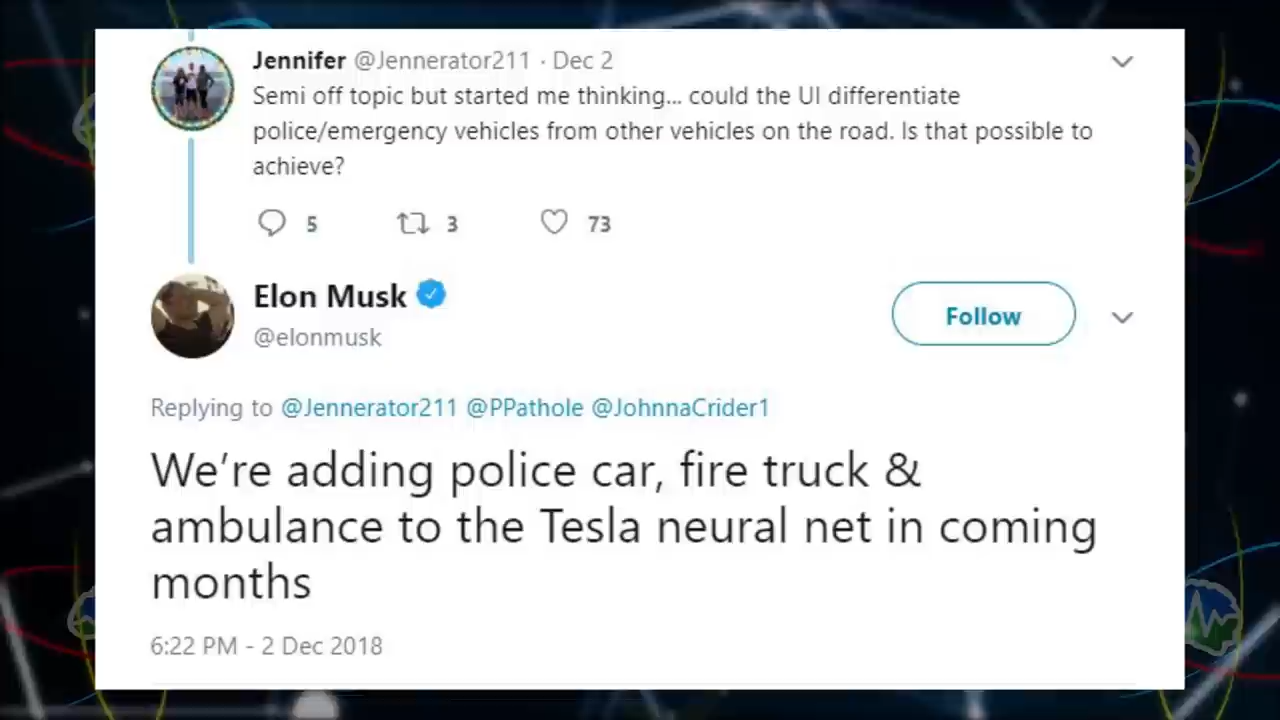 Jennifer @Jennerator211 · Dec 2
Semi off topic but started me thinking... could the UI differentiate
police/emergency vehicles from other vehicles on the road. Is that possible to
achieve?
5 3 73
Elon Musk
@elonmusk
Follow
Replying to @Jennerator211 @PPathole @JohnnaCrider1
We’re adding police car, fire truck &
ambulance to the Tesla neural net in coming
months
6:22 PM - 2 Dec 2018